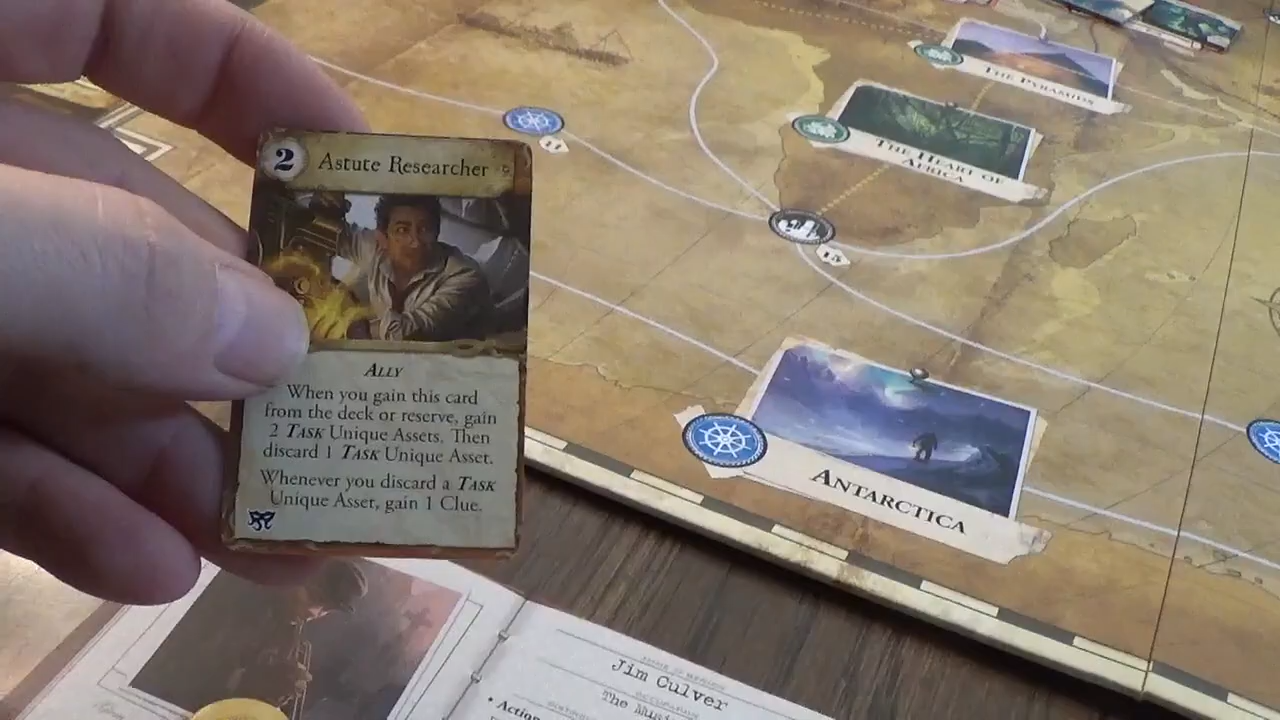 2
Astute Researcher
Ally
When you gain this card
from the deck or reserve, gain
2 Task Unique Assets. Then
discard 1 Task Unique Asset.
Whenever you discard a Task
Unique Asset, gain 1 Clue.
The Pyramids
The Heart of
Africa
15
Antarctica
Jim Culver
• Action